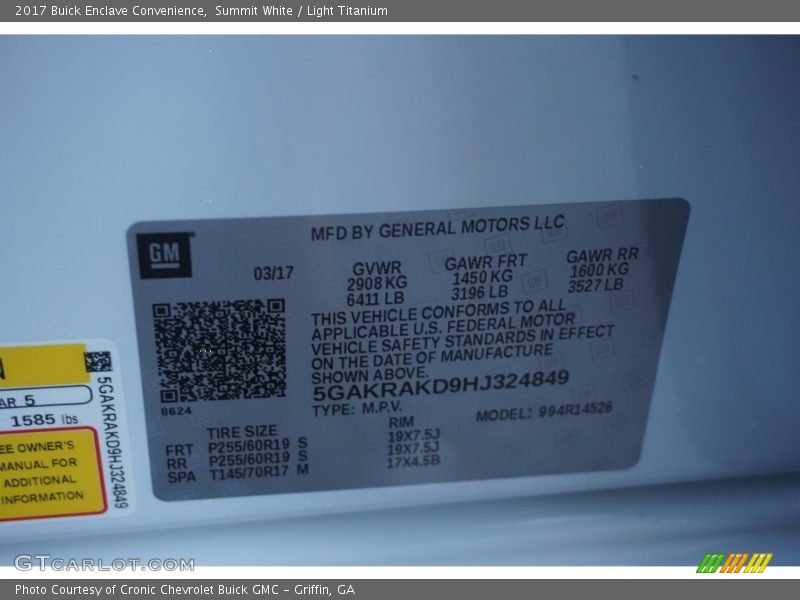 2017 Buick Enclave Convenience,  Summit White / Light Titanium
MFD BY GENERAL MOTORS LLC
GM
03/17
GVWR
2908 KG
6411 LB
GAWR FRT
1450 KG
3196 LB
GAWR RR
1600 KG
3527 LB
THIS VEHICLE CONFORMS TO ALL
APPLICABLE U.S. FEDERAL MOTOR
VEHICLE SAFETY STANDARDS IN EFFECT
ON THE DATE OF MANUFACTURE
SHOWN ABOVE.
5GAKRAKD9HJ324849
TYPE: M.P.V.
MODEL: 994R14526
8624
TIRE SIZE
RIM
FRT P255/60R19 S 19X7.5J
RR P255/60R19 S 19X7.5J
SPA T145/70R17 M 17X4.5B
AR 5
1585 lbs
EE OWNER'S
MANUAL FOR
ADDITIONAL
INFORMATION
5GAKRAKD9HJ324849
GTCARLOT.COM
Photo Courtesy of Cronic Chevrolet Buick GMC – Griffin, GA